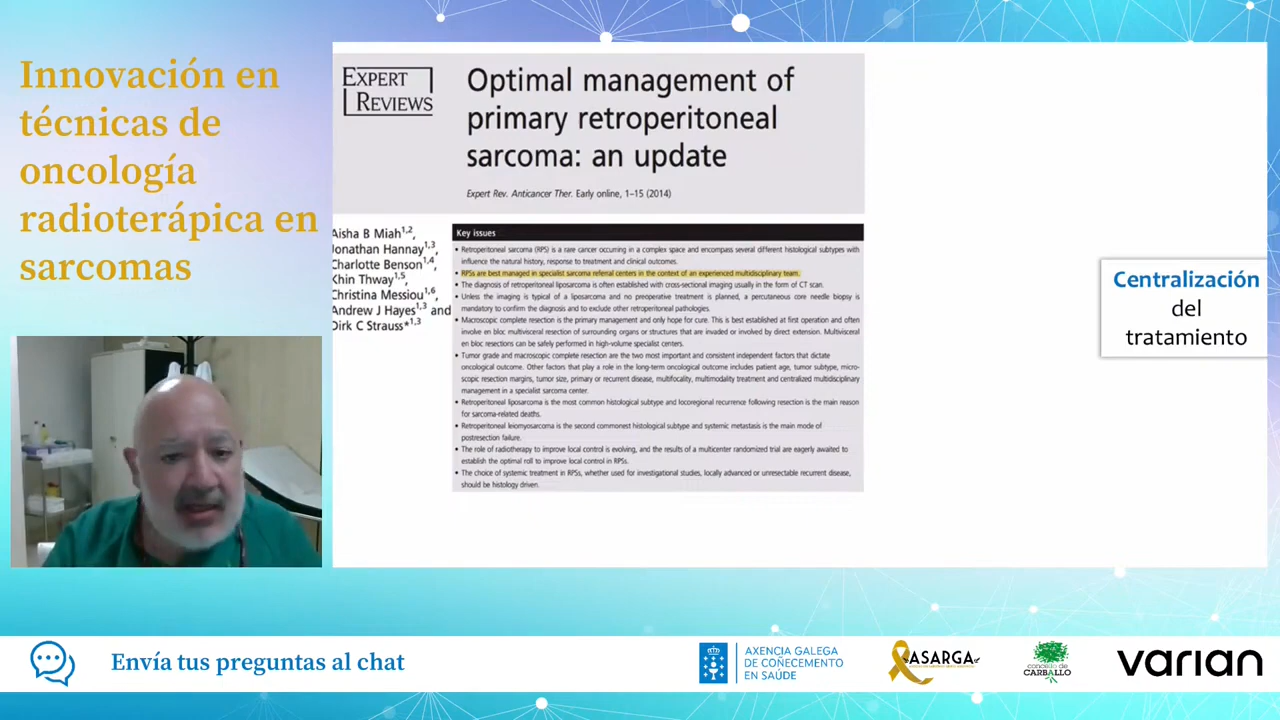 Innovación en
técnicas de
oncología
radioterápica en
sarcomas
EXPERT
REVIEWS
Optimal management of
primary retroperitoneal
sarcoma: an update
Expert Rev. Anticancer Ther. Early online, 1–15 (2014)
Aisha B Miah1,2,
Jonathan Hannay1,3
Charlotte Benson1,4,
Khin Thway1,5,
Christina Messiou1,6,
Andrew J Hayes1,3 and
Dirk C Strauss*1,3
Key issues
• Retroperitoneal sarcoma (RPS) is a rare cancer occurring in a complex space and encompass several different histological subtypes with
influence the natural history, response to treatment and clinical outcomes.
• RPSs are best managed in specialist sarcoma referral centers in the context of an experienced multidisciplinary team.
• The diagnosis of retroperitoneal liposarcoma is often established with cross-sectional imaging usually in the form of CT scan.
• Unless the imaging is typical of a liposarcoma and no preoperative treatment is planned, a percutaneous core needle biopsy is
mandatory to confirm the diagnosis and to exclude other retroperitoneal pathologies.
• Macroscopic complete resection is the primary management and only hope for cure. This is best established at first operation and often
involve en bloc multivisceral resection of surrounding organs or structures that are invaded or involved by direct extension. Multivisceral
en bloc resections can be safely performed in high-volume specialist centers.
• Tumor grade and macroscopic complete resection are the two most important and consistent independent factors that dictate
oncological outcome. Other factors that play a role in the long-term oncological outcome includes patient age, tumor subtype, micro-
scopic resection margins, tumor size, primary or recurrent disease, multifocality, multimodality treatment and centralized multidisciplinary
management in a specialist sarcoma center.
• Retroperitoneal liposarcoma is the most common histological subtype and locoregional recurrence following resection is the main reason
for sarcoma-related deaths.
• Retroperitoneal leiomyosarcoma is the second commonest histological subtype and systemic metastasis is the main mode of
postresection failure.
• The role of radiotherapy to improve local control is evolving, and the results of a multicenter randomized trial are eagerly awaited to
establish the optimal roll to improve local control in RPSs.
• The choice of systemic treatment in RPSs, whether used for investigational studies, locally advanced or unresectable recurrent disease,
should be histology driven.
Centralización
del
tratamiento
Envía tus preguntas al chat
AXENCIA GALEGA
DE COÑECEMENTO
EN SAÚDE
ASARGA
concello de
CARBALLO
varian